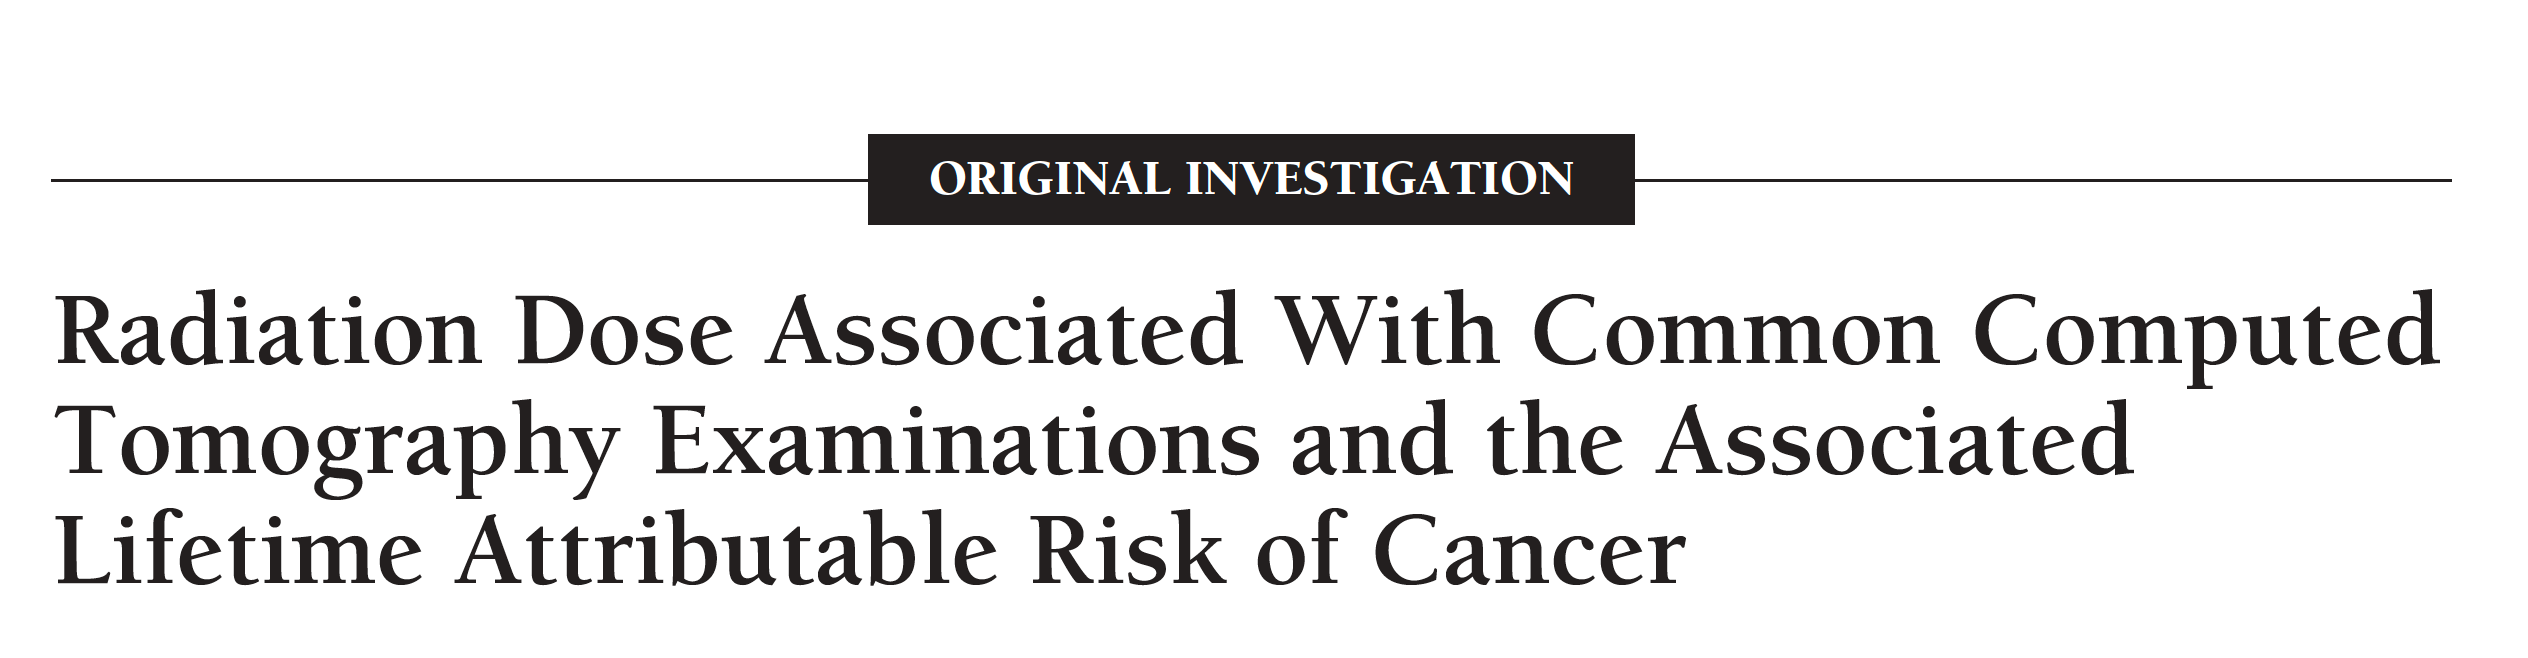 ORIGINAL INVESTIGATION
Radiation Dose Associated With Common Computed
Tomography Examinations and the Associated
Lifetime Attributable Risk of Cancer